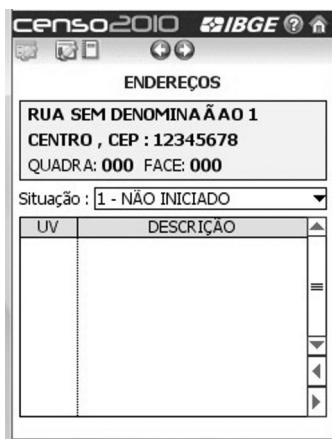 censo2010 IBGE ?
ENDEREÇOS
RUA SEM DENOMINAÃAO 1
CENTRO , CEP : 12345678
QUADRA: 000 FACE: 000
Situação : 1 - NÃO INICIADO
UV DESCRIÇÃO